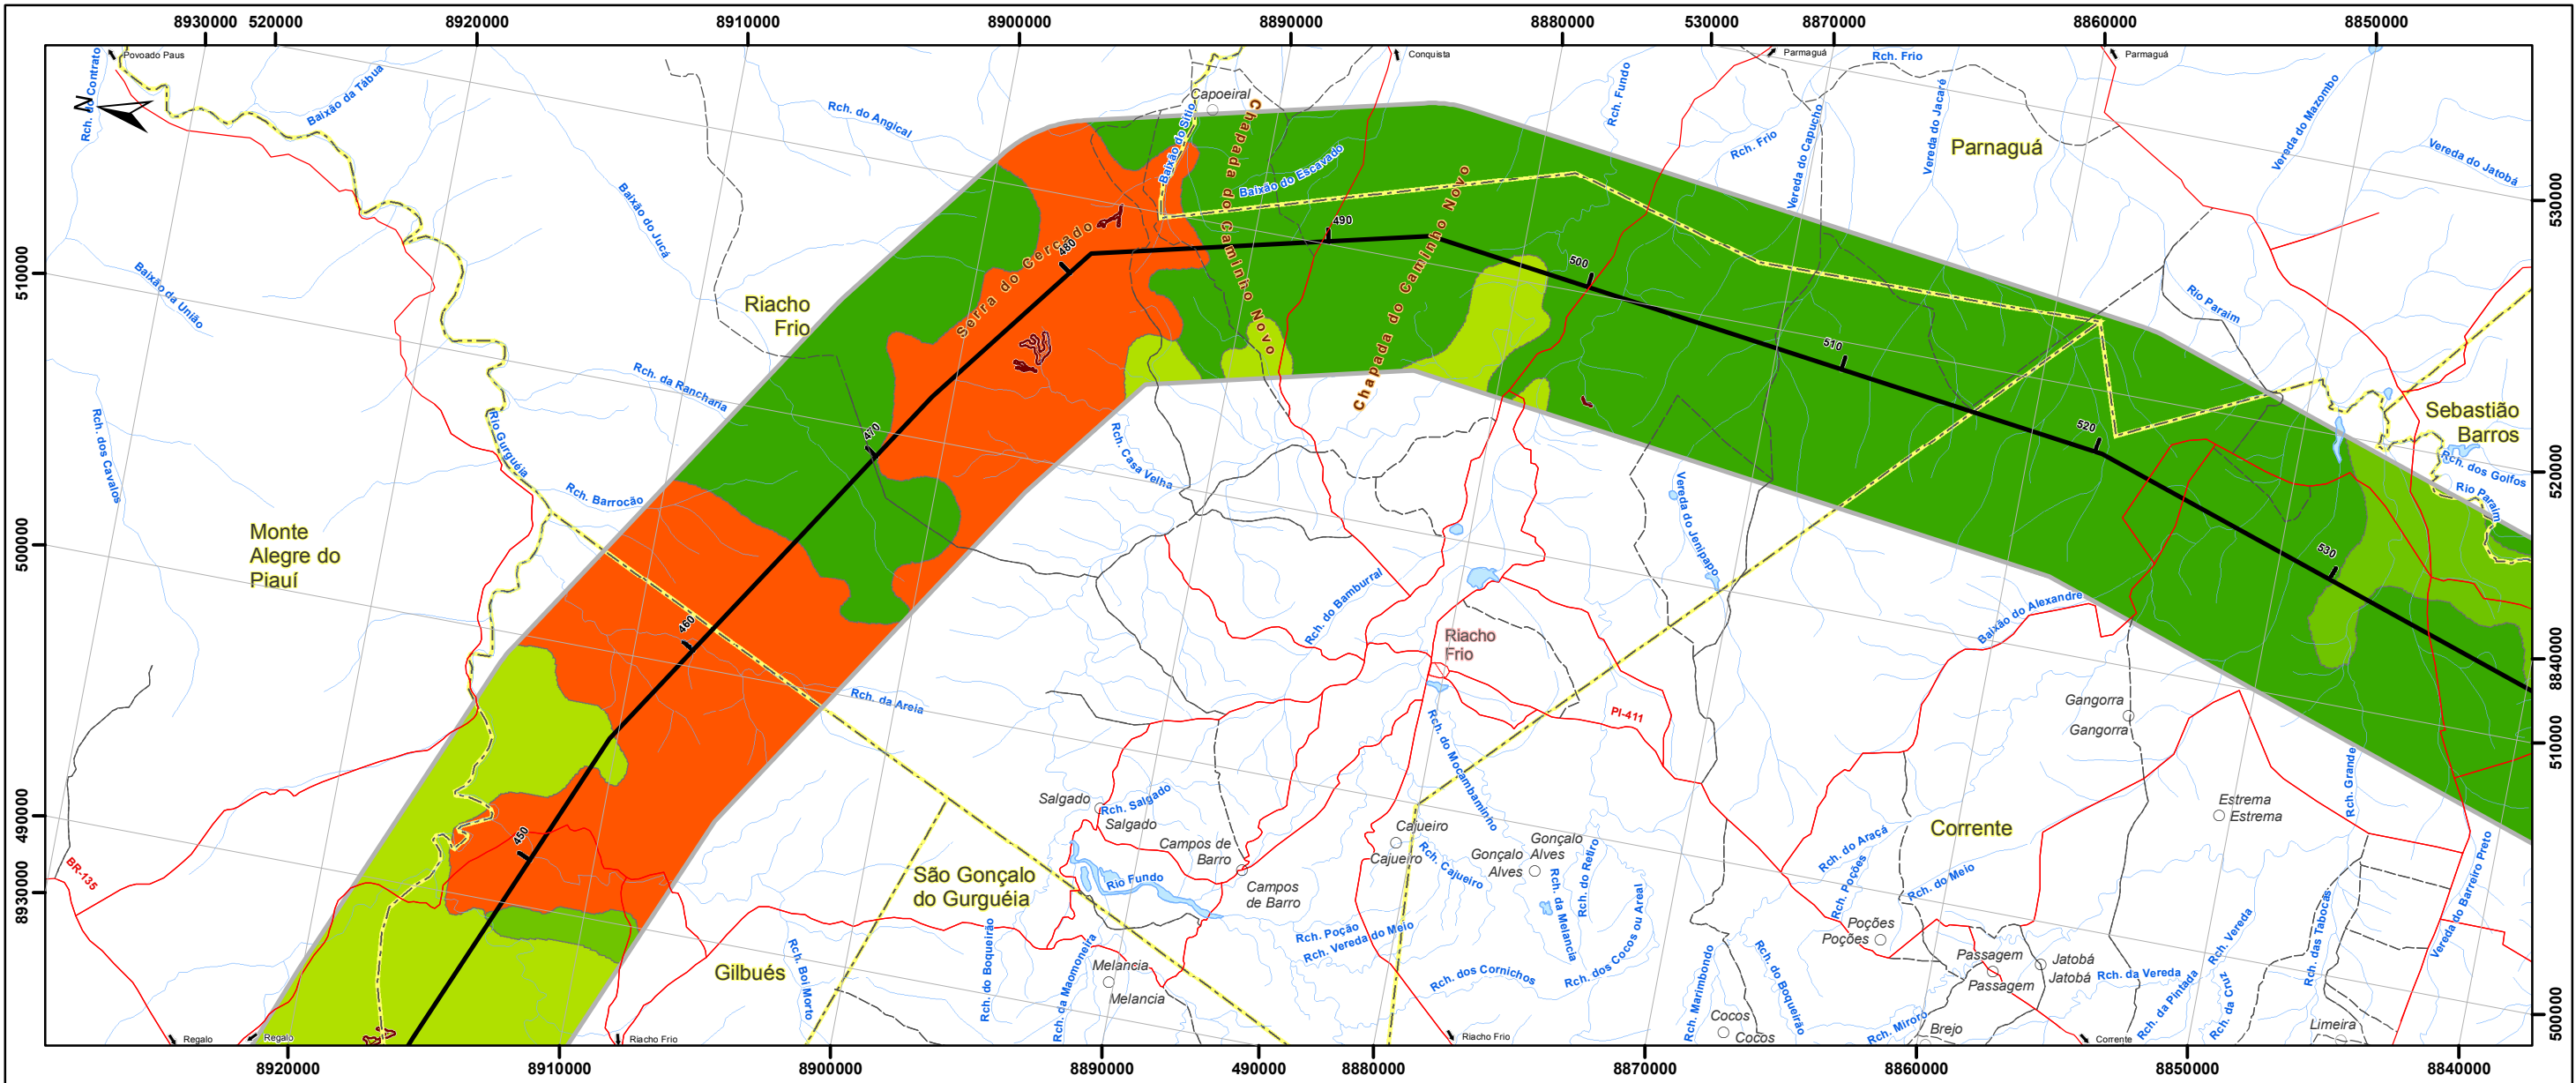 8930000 520000 8920000 8910000 8900000 8890000 8880000 530000 8870000 8860000 8850000
Povoado Paus
Conquista
Parmaguá
Parmaguá
Rch. do Contrato
N
Baixão da Tábua
Rch. do Angical
Capoeiral
Baixão do Sítio
Chapada do Caminho Novo
Baixão do Escavado
Rch. Fundo
Rch. Frio
Rch. Frio
Vereda do Capucho
Vereda do Jacaré
Parnaguá
Vereda do Mazombo
Vereda do Jatobá
530000
510000
Baixão da União
Baixão do Jucá
Riacho
Frio
Serra do Cercado
480
490
Chapada do Caminho Novo
500
510
Rio Paraim
Rch. da Rancharia
Rch. dos Cavalos
Rio Gurguéia
470
Rch. Casa Velha
520
Sebastião
Barros
Rch. dos Golfos
Rio Paraim
520000
500000
Monte
Alegre do
Piauí
Rch. Barrocão
Vereda do Jenipapo
530
460
Rch. do Bamburral
Baixão do Alexandre
Riacho
Frio
8840000
Rch. da Areia
PI-411
Gangorra
Gangorra
510000
Rch. do Mocambaminho
Rch. Grande
490000
450
Salgado
Rch. Salgado
Salgado
Campos de
Barro
Campos
de Barro
Cajueiro
Cajueiro
Rch. Cajueiro
Gonçalo
Alves
Gonçalo
Alves
Rch. do Retiro
Rch. da Melancia
Corrente
Estrema
Estrema
Rch. do Araçá
Rch. Poções
Rch. do Meio
BR-135
8930000
São Gonçalo
do Gurguéia
Rio Fundo
Rch. Poção
Rch. Vereda do Meio
Rch. dos Cornichos
Rch. dos Cocos ou Areal
Poções
Poções
Passagem
Passagem
Jatobá
Jatobá
Rch. da Vereda
Rch. Vereda
Rch. das Tabocas
Vereda do Barreiro Preto
Gilbués
Rch. Boi Morto
Rch. do Boqueirão
Rch. da Mamoneira
Melancia
Melancia
Rch. Marimbondo
Rch. do Boqueirão
Cocos
Cocos
Rch. Miroro
Brejo
Rch. da Pintada
Rch. da Cruz
Limeira
500000
Regalo
Regalo
Riacho Frio
Riacho Frio
Corrente
8920000 8910000 8900000 8890000 490000 8880000 8870000 8860000 8850000 8840000